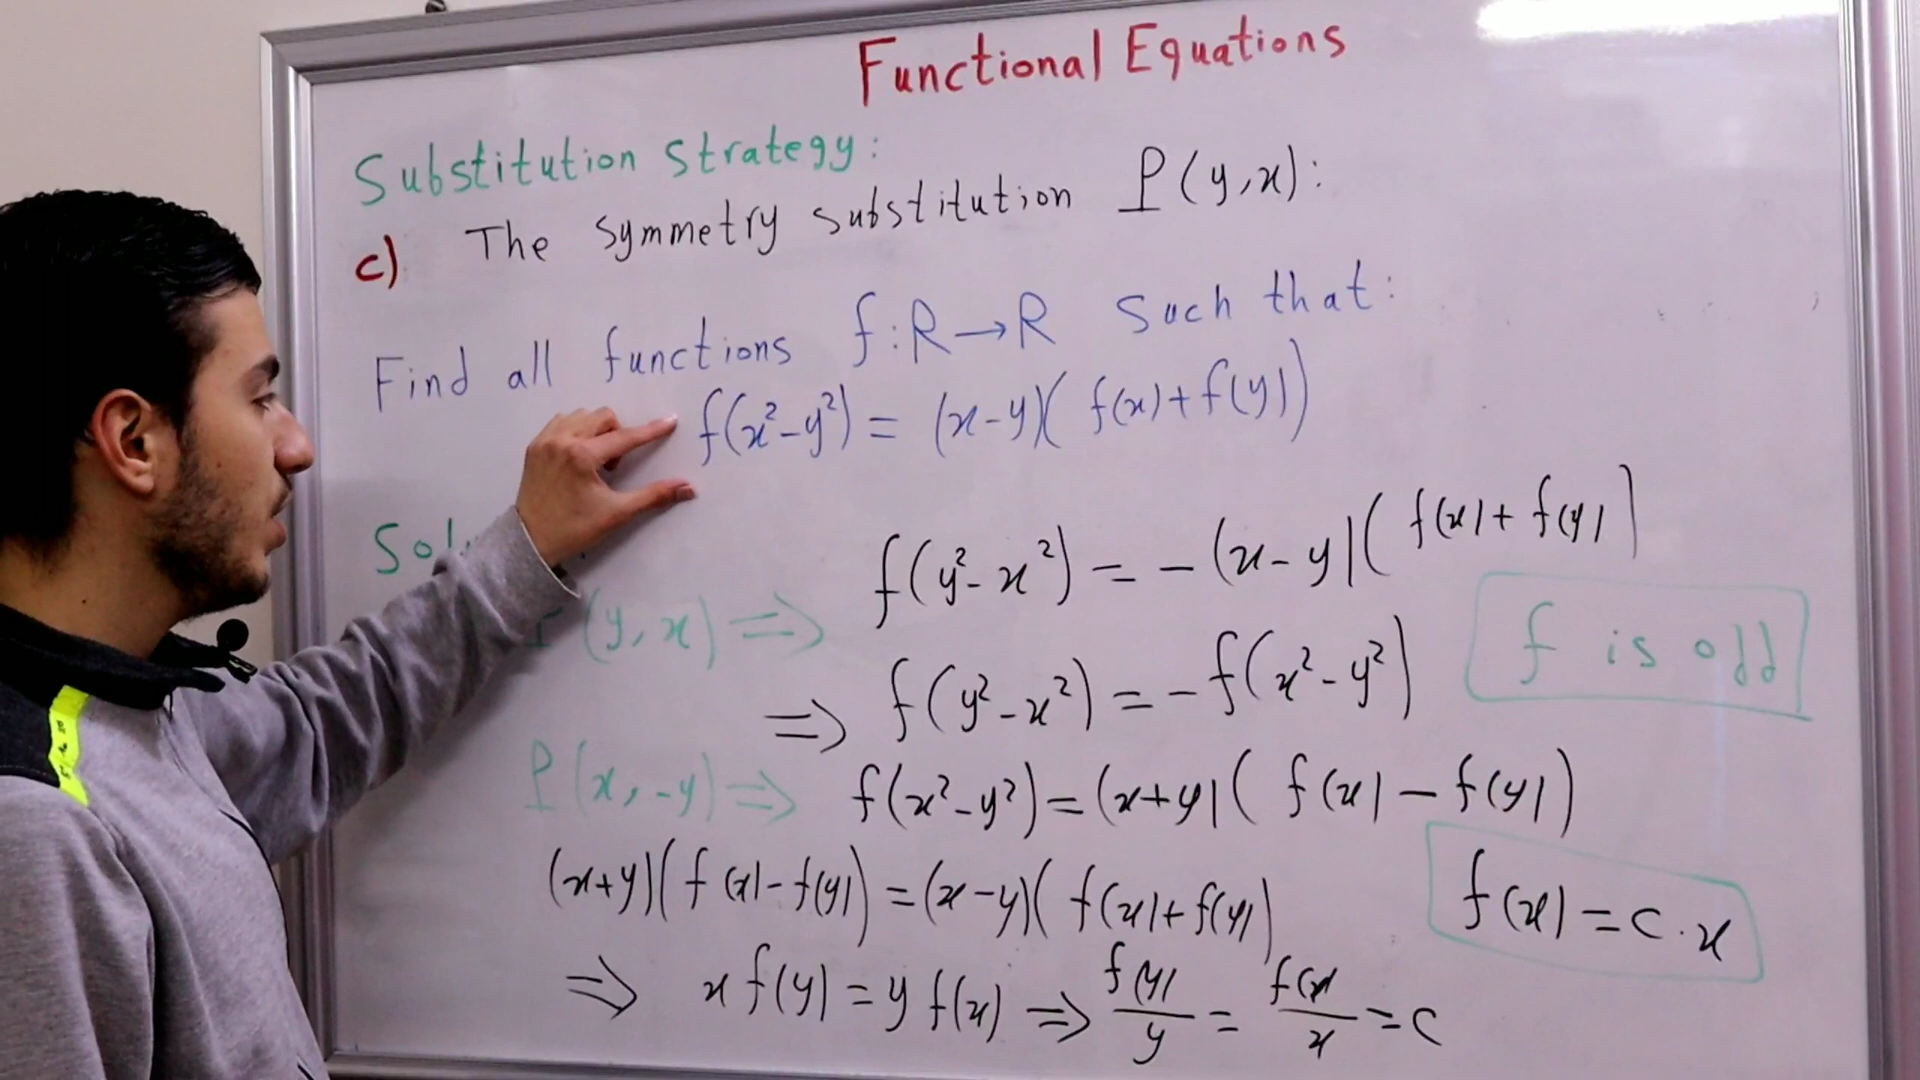 Functional Equations
Substitution Strategy:
c) The symmetry substitution P(y,x):
Find all functions f:R→R Such that:
f(x²-y²) = (x-y)(f(x)+f(y))
Sol
f(y²-x²) = -(x-y)(f(x)+f(y)
(y,x) ⇒
f is odd
⇒ f(y²-x²) = -f(x²-y²)
P(x,-y) ⇒ f(x²-y²) = (x+y)(f(x)-f(y))
(x+y)(f(x)-f(y)) = (x-y)(f(x)+f(y)
f(x) = c.x
⇒ x f(y) = y f(x) ⇒ f(y)/y = f(x)/x = c